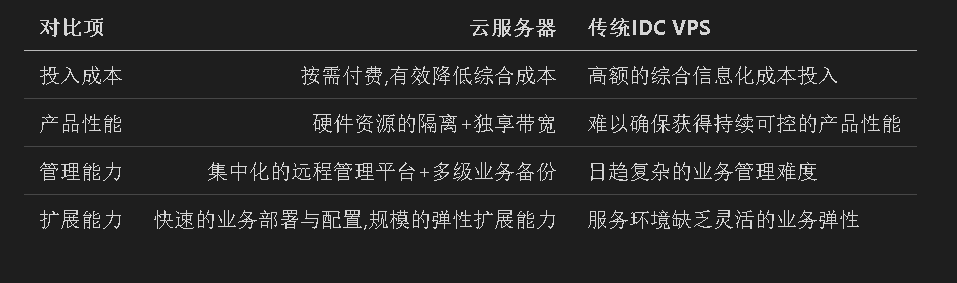 对比项 云服务器 传统IDC VPS
投入成本 按需付费,有效降低综合成本 高额的综合信息化成本投入
产品性能 硬件资源的隔离+独享带宽 难以确保获得持续可控的产品性能
管理能力 集中化的远程管理平台+多级业务备份 日趋复杂的业务管理难度
扩展能力 快速的业务部署与配置,规模的弹性扩展能力 服务环境缺乏灵活的业务弹性